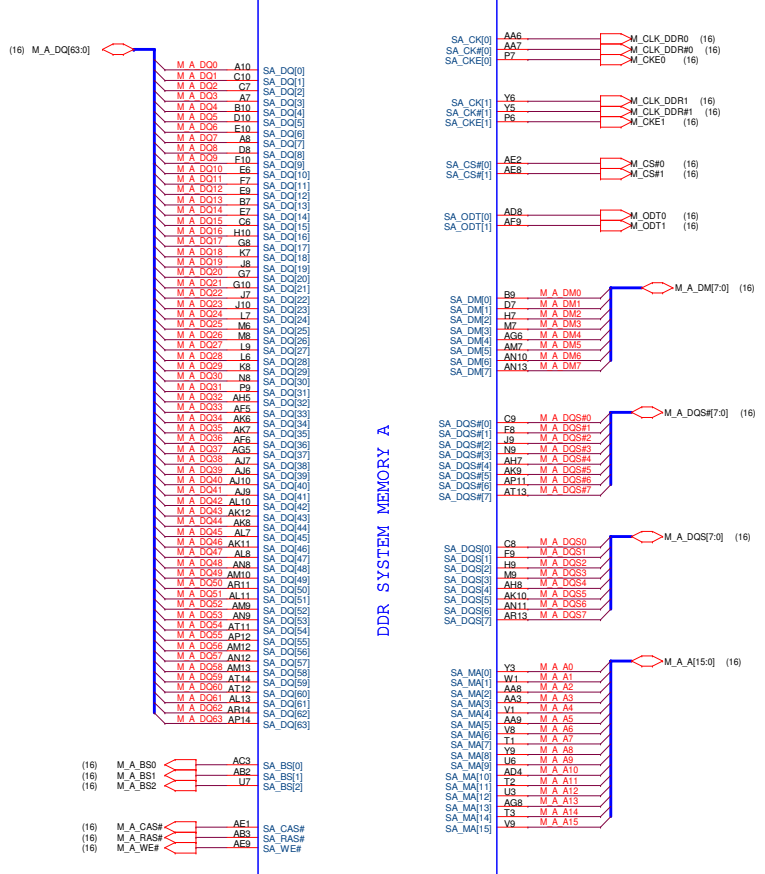 (16) M_A_DQ[63:0]
M_A_DQ0 A10 SA_DQ[0]
M_A_DQ1 C10 SA_DQ[1]
M_A_DQ2 C7 SA_DQ[2]
M_A_DQ3 A7 SA_DQ[3]
M_A_DQ4 B10 SA_DQ[4]
M_A_DQ5 D10 SA_DQ[5]
M_A_DQ6 E10 SA_DQ[6]
M_A_DQ7 A8 SA_DQ[7]
M_A_DQ8 D8 SA_DQ[8]
M_A_DQ9 F10 SA_DQ[9]
M_A_DQ10 E6 SA_DQ[10]
M_A_DQ11 F7 SA_DQ[11]
M_A_DQ12 E9 SA_DQ[12]
M_A_DQ13 B7 SA_DQ[13]
M_A_DQ14 E7 SA_DQ[14]
M_A_DQ15 C6 SA_DQ[15]
M_A_DQ16 H10 SA_DQ[16]
M_A_DQ17 G8 SA_DQ[17]
M_A_DQ18 K7 SA_DQ[18]
M_A_DQ19 J8 SA_DQ[19]
M_A_DQ20 G7 SA_DQ[20]
M_A_DQ21 G10 SA_DQ[21]
M_A_DQ22 J7 SA_DQ[22]
M_A_DQ23 J10 SA_DQ[23]
M_A_DQ24 L7 SA_DQ[24]
M_A_DQ25 M6 SA_DQ[25]
M_A_DQ26 M8 SA_DQ[26]
M_A_DQ27 L9 SA_DQ[27]
M_A_DQ28 L6 SA_DQ[28]
M_A_DQ29 K8 SA_DQ[29]
M_A_DQ30 N8 SA_DQ[30]
M_A_DQ31 P9 SA_DQ[31]
M_A_DQ32 AH5 SA_DQ[32]
M_A_DQ33 AF5 SA_DQ[33]
M_A_DQ34 AK6 SA_DQ[34]
M_A_DQ35 AK7 SA_DQ[35]
M_A_DQ36 AF6 SA_DQ[36]
M_A_DQ37 AG5 SA_DQ[37]
M_A_DQ38 AJ7 SA_DQ[38]
M_A_DQ39 AJ6 SA_DQ[39]
M_A_DQ40 AJ10 SA_DQ[40]
M_A_DQ41 AJ9 SA_DQ[41]
M_A_DQ42 AL10 SA_DQ[42]
M_A_DQ43 AK12 SA_DQ[43]
M_A_DQ44 AK8 SA_DQ[44]
M_A_DQ45 AL7 SA_DQ[45]
M_A_DQ46 AK11 SA_DQ[46]
M_A_DQ47 AL8 SA_DQ[47]
M_A_DQ48 AN8 SA_DQ[48]
M_A_DQ49 AM10 SA_DQ[49]
M_A_DQ50 AR11 SA_DQ[50]
M_A_DQ51 AL11 SA_DQ[51]
M_A_DQ52 AM9 SA_DQ[52]
M_A_DQ53 AN9 SA_DQ[53]
M_A_DQ54 AT11 SA_DQ[54]
M_A_DQ55 AP12 SA_DQ[55]
M_A_DQ56 AM12 SA_DQ[56]
M_A_DQ57 AN12 SA_DQ[57]
M_A_DQ58 AM13 SA_DQ[58]
M_A_DQ59 AT14 SA_DQ[59]
M_A_DQ60 AT12 SA_DQ[60]
M_A_DQ61 AL13 SA_DQ[61]
M_A_DQ62 AR14 SA_DQ[62]
M_A_DQ63 AP14 SA_DQ[63]
(16) M_A_BS0 AC3 SA_BS[0]
(16) M_A_BS1 AB2 SA_BS[1]
(16) M_A_BS2 U7 SA_BS[2]
(16) M_A_CAS# AE1 SA_CAS#
(16) M_A_RAS# AB3 SA_RAS#
(16) M_A_WE# AE9 SA_WE#
DDR SYSTEM MEMORY A
SA_CK[0] AA6 M_CLK_DDR0 (16)
SA_CK#[0] AA7 M_CLK_DDR#0 (16)
SA_CKE[0] P7 M_CKE0 (16)
SA_CK[1] Y6 M_CLK_DDR1 (16)
SA_CK#[1] Y5 M_CLK_DDR#1 (16)
SA_CKE[1] P6 M_CKE1 (16)
SA_CS#[0] AE2 M_CS#0 (16)
SA_CS#[1] AE8 M_CS#1 (16)
SA_ODT[0] AD8 M_ODT0 (16)
SA_ODT[1] AF9 M_ODT1 (16)
M_A_DM[7:0] (16)
SA_DM[0] B9 M_A_DM0
SA_DM[1] D7 M_A_DM1
SA_DM[2] H7 M_A_DM2
SA_DM[3] M7 M_A_DM3
SA_DM[4] AG6 M_A_DM4
SA_DM[5] AM7 M_A_DM5
SA_DM[6] AN10 M_A_DM6
SA_DM[7] AN13 M_A_DM7
M_A_DQS#[7:0] (16)
SA_DQS#[0] C9 M_A_DQS#0
SA_DQS#[1] F8 M_A_DQS#1
SA_DQS#[2] J9 M_A_DQS#2
SA_DQS#[3] N9 M_A_DQS#3
SA_DQS#[4] AH7 M_A_DQS#4
SA_DQS#[5] AK9 M_A_DQS#5
SA_DQS#[6] AP11 M_A_DQS#6
SA_DQS#[7] AT13 M_A_DQS#7
M_A_DQS[7:0] (16)
SA_DQS[0] C8 M_A_DQS0
SA_DQS[1] F9 M_A_DQS1
SA_DQS[2] H9 M_A_DQS2
SA_DQS[3] M9 M_A_DQS3
SA_DQS[4] AH8 M_A_DQS4
SA_DQS[5] AK10 M_A_DQS5
SA_DQS[6] AN11 M_A_DQS6
SA_DQS[7] AR13 M_A_DQS7
M_A_A[15:0] (16)
SA_MA[0] Y3 M_A_A0
SA_MA[1] W1 M_A_A1
SA_MA[2] AA8 M_A_A2
SA_MA[3] AA3 M_A_A3
SA_MA[4] V1 M_A_A4
SA_MA[5] AA9 M_A_A5
SA_MA[6] V8 M_A_A6
SA_MA[7] T1 M_A_A7
SA_MA[8] Y9 M_A_A8
SA_MA[9] U6 M_A_A9
SA_MA[10] AD4 M_A_A10
SA_MA[11] T2 M_A_A11
SA_MA[12] U3 M_A_A12
SA_MA[13] AG8 M_A_A13
SA_MA[14] T3 M_A_A14
SA_MA[15] V9 M_A_A15